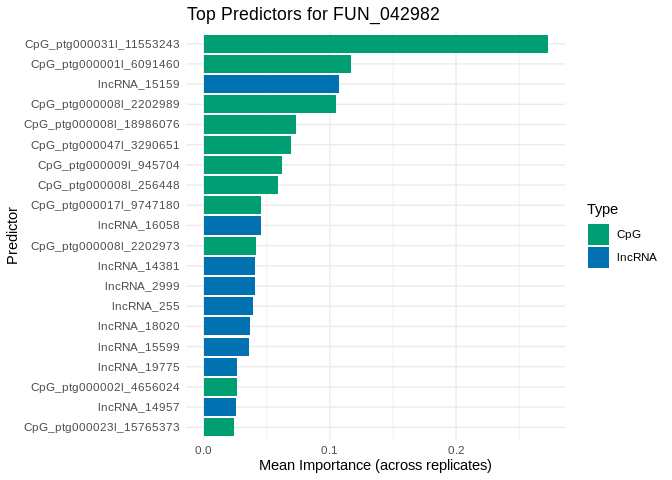 Top Predictors for FUN_042982
Predictor
CpG_ptg000031l_11553243
CpG_ptg000001l_6091460
lncRNA_15159
CpG_ptg000008l_2202989
CpG_ptg000008l_18986076
CpG_ptg000047l_3290651
CpG_ptg000009l_945704
CpG_ptg000008l_256448
CpG_ptg000017l_9747180
lncRNA_16058
CpG_ptg000008l_2202973
lncRNA_14381
lncRNA_2999
lncRNA_255
lncRNA_18020
lncRNA_15599
lncRNA_19775
CpG_ptg000002l_4656024
lncRNA_14957
CpG_ptg000023l_15765373
0.0 0.1 0.2
Mean Importance (across replicates)
Type
CpG
lncRNA